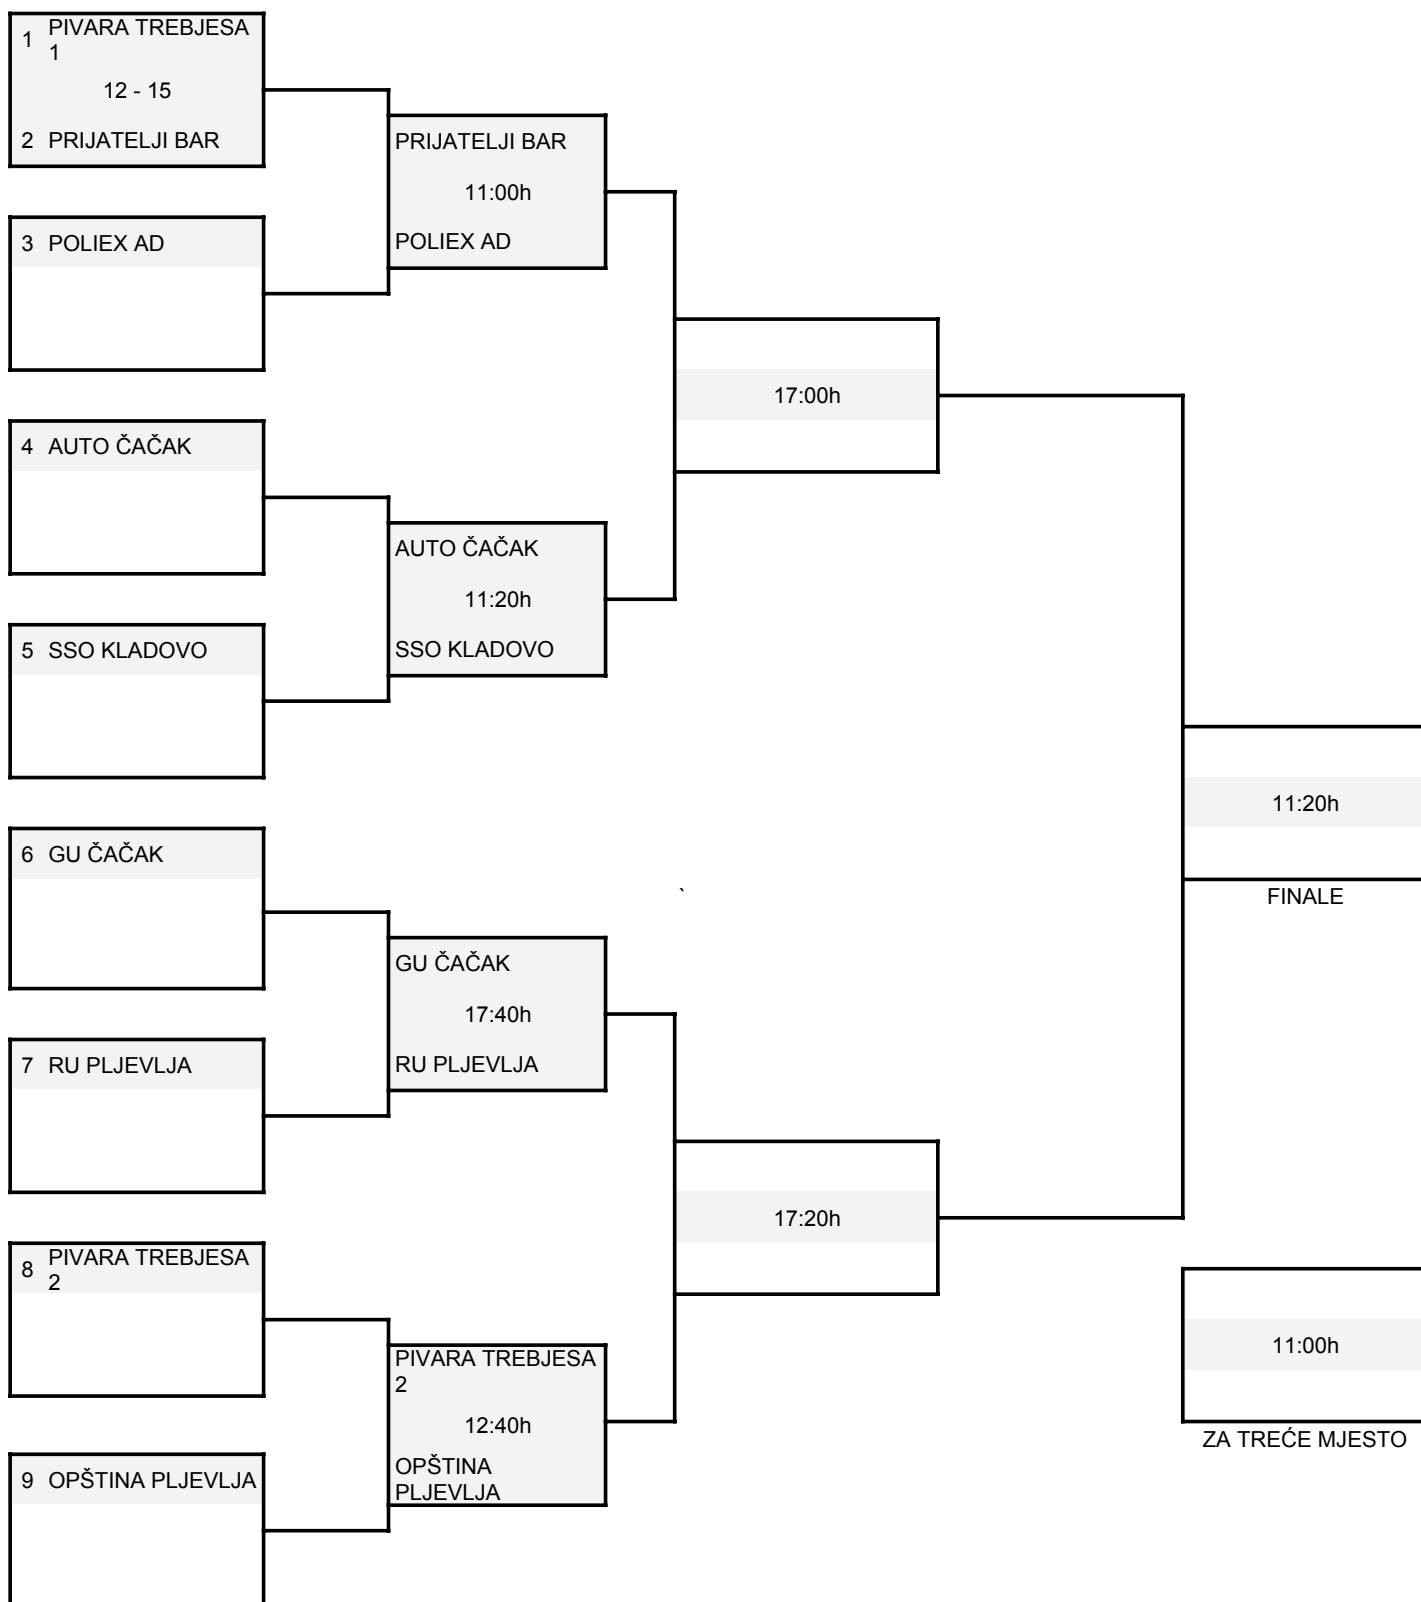 1 PIVARA TREBJESA
1
12 - 15
2 PRIJATELJI BAR
3 POLIEX AD
4 AUTO ČAČAK
5 SSO KLADOVO
6 GU ČAČAK
7 RU PLJEVLJA
8 PIVARA TREBJESA
2
9 OPŠTINA PLJEVLJA
PRIJATELJI BAR
11:00h
POLIEX AD
AUTO ČAČAK
11:20h
SSO KLADOVO
GU ČAČAK
17:40h
RU PLJEVLJA
PIVARA TREBJESA
2
12:40h
OPŠTINA
PLJEVLJA
17:00h
`
17:20h
11:20h
FINALE
11:00h
ZA TREĆE MJESTO